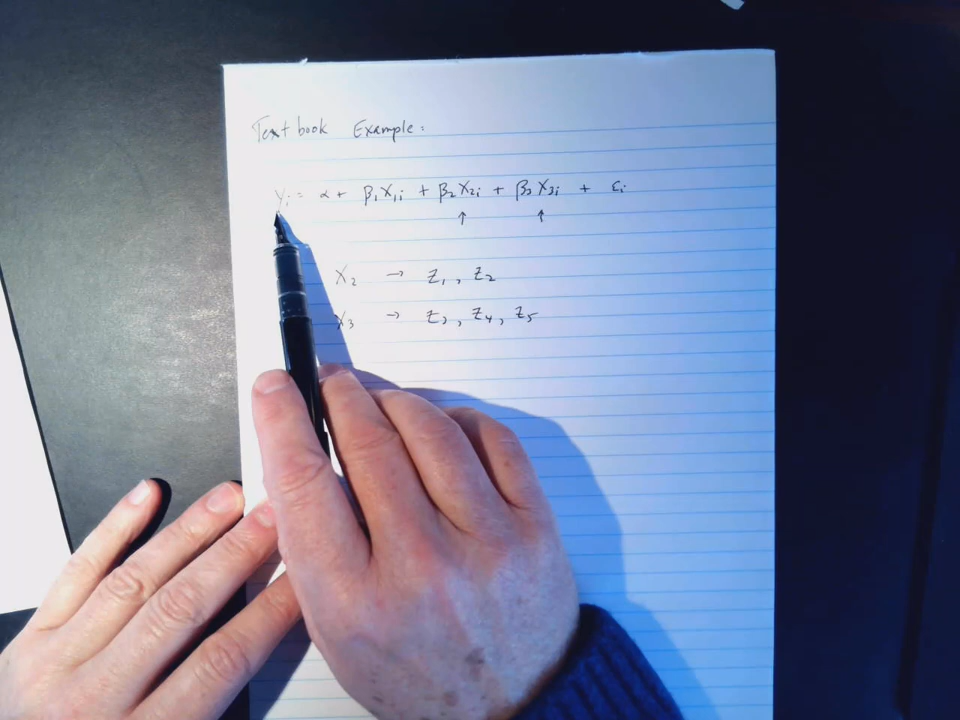 Textbook Example:
Yi = α + β₁X₁i + β₂X₂i + β₃X₃i + εi
↑ ↑
X₂ → Z₁, Z₂
X₃ → Z₃, Z₄, Z₅